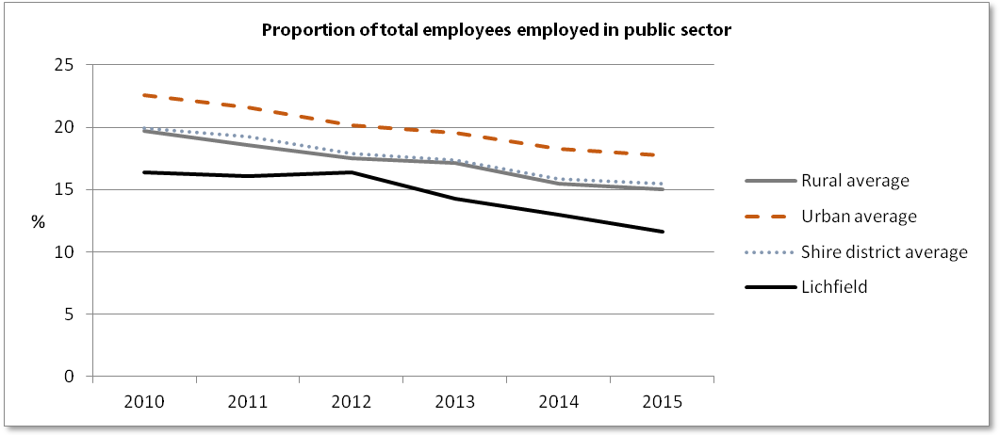 Proportion of total employees employed in public sector
25
20
15
10
5
0
%
2010 2011 2012 2013 2014 2015
Rural average
Urban average
Shire district average
Lichfield